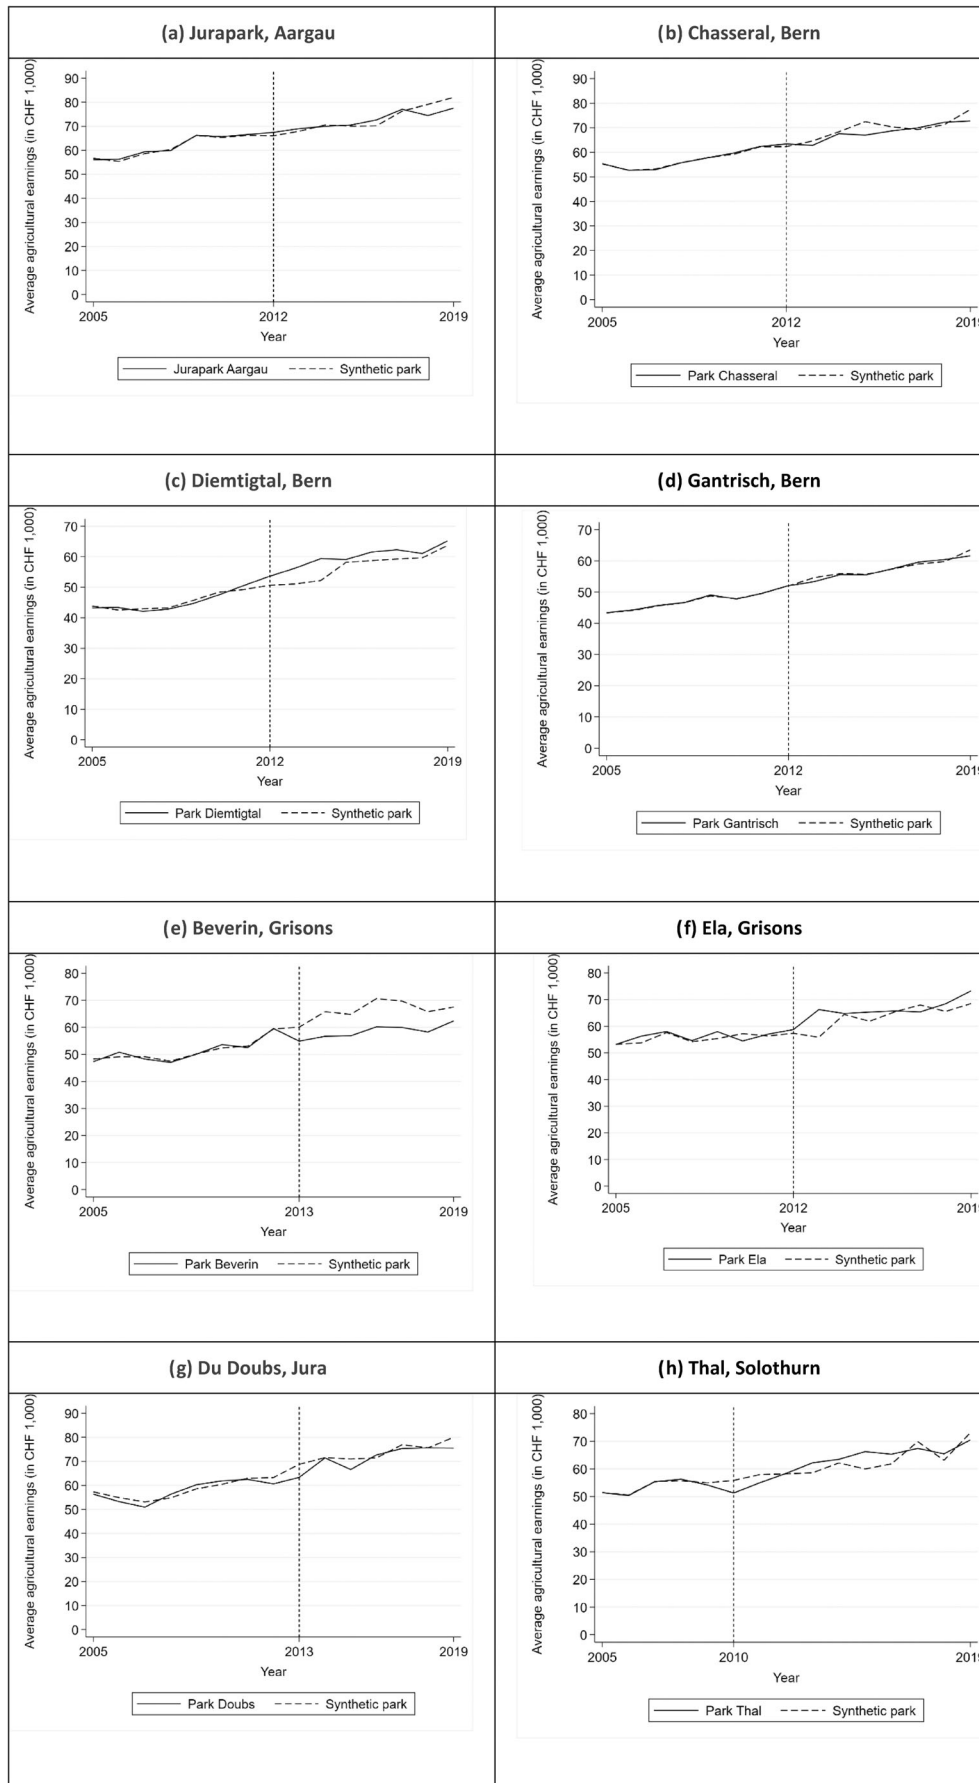 (a) Jurapark, Aargau
Average agricultural earnings (in CHF 1,000)
90
80
70
60
50
40
30
20
10
0
2005
2012
2019
Year
Jurapark Aargau
Synthetic park
(b) Chasseral, Bern
Average agricultural earnings (in CHF 1,000)
90
80
70
60
50
40
30
20
10
0
2005
2012
2019
Year
Park Chasseral
Synthetic park
(c) Diemtigtal, Bern
Average agricultural earnings (in CHF 1,000)
70
60
50
40
30
20
10
0
2005
2012
2019
Year
Park Diemtigtal
Synthetic park
(d) Gantrisch, Bern
Average agricultural earnings (in CHF 1,000)
70
60
50
40
30
20
10
0
2005
2012
2019
Year
Park Gantrisch
Synthetic park
(e) Beverin, Grisons
Average agricultural earnings (in CHF 1,000)
80
70
60
50
40
30
20
10
0
2005
2013
2019
Year
Park Beverin
Synthetic park
(f) Ela, Grisons
Average agricultural earnings (in CHF 1,000)
80
70
60
50
40
30
20
10
0
2005
2012
2019
Year
Park Ela
Synthetic park
(g) Du Doubs, Jura
Average agricultural earnings (in CHF 1,000)
90
80
70
60
50
40
30
20
10
0
2005
2013
2019
Year
Park Doubs
Synthetic park
(h) Thal, Solothurn
Average agricultural earnings (in CHF 1,000)
80
70
60
50
40
30
20
10
0
2005
2010
2019
Year
Park Thal
Synthetic park